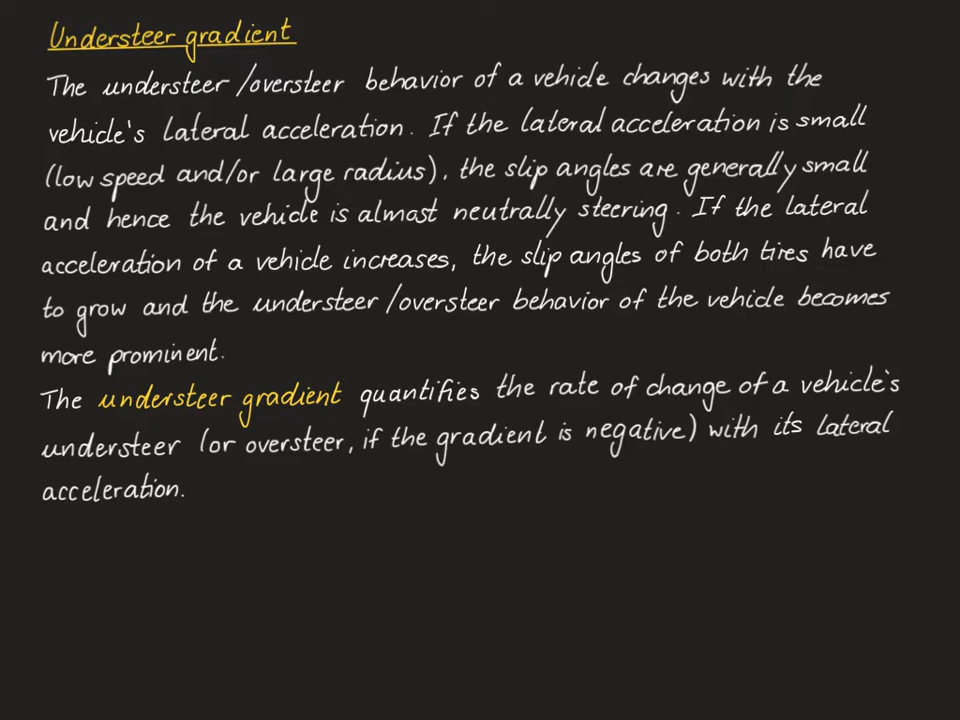 Understeer gradient
The understeer/oversteer behavior of a vehicle changes with the
vehicle's lateral acceleration. If the lateral acceleration is small
(low speed and/or large radius), the slip angles are generally small
and hence the vehicle is almost neutrally steering. If the lateral
acceleration of a vehicle increases, the slip angles of both tires have
to grow and the understeer/oversteer behavior of the vehicle becomes
more prominent.
The understeer gradient quantifies the rate of change of a vehicle's
understeer (or oversteer, if the gradient is negative) with its lateral
acceleration.